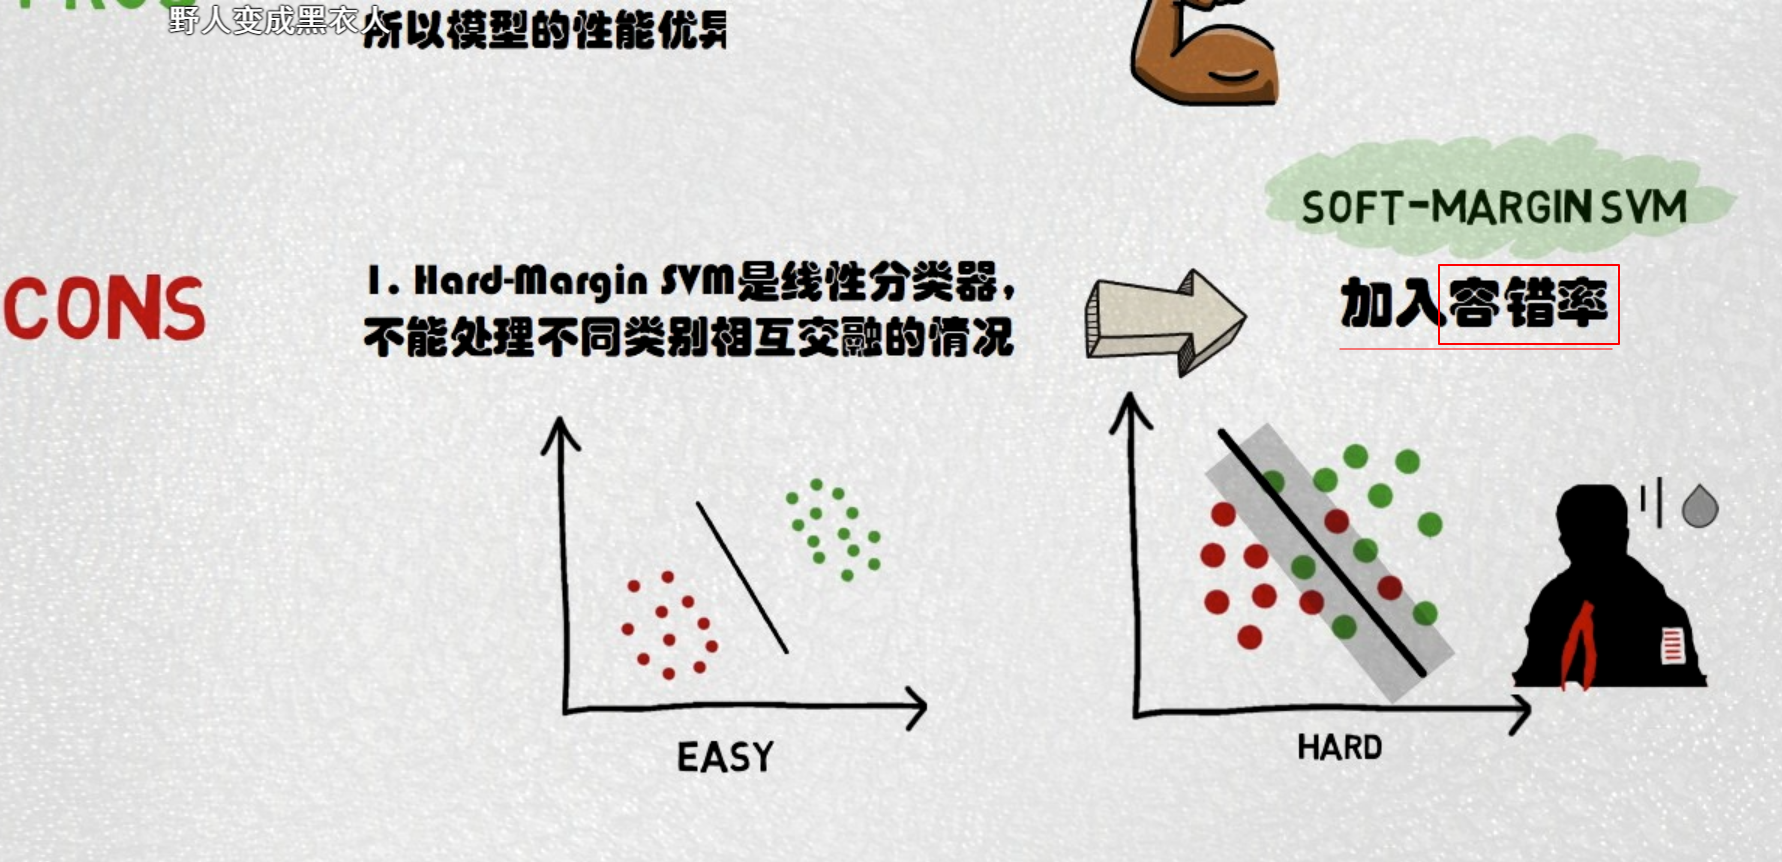 野人变成黑衣人
所以模型的性能优异
SOFT-MARGIN SVM
CONS
1. Hard-Margin SVM是线性分类器，
不能处理不同类别相互交融的情况
加入容错率
EASY
HARD